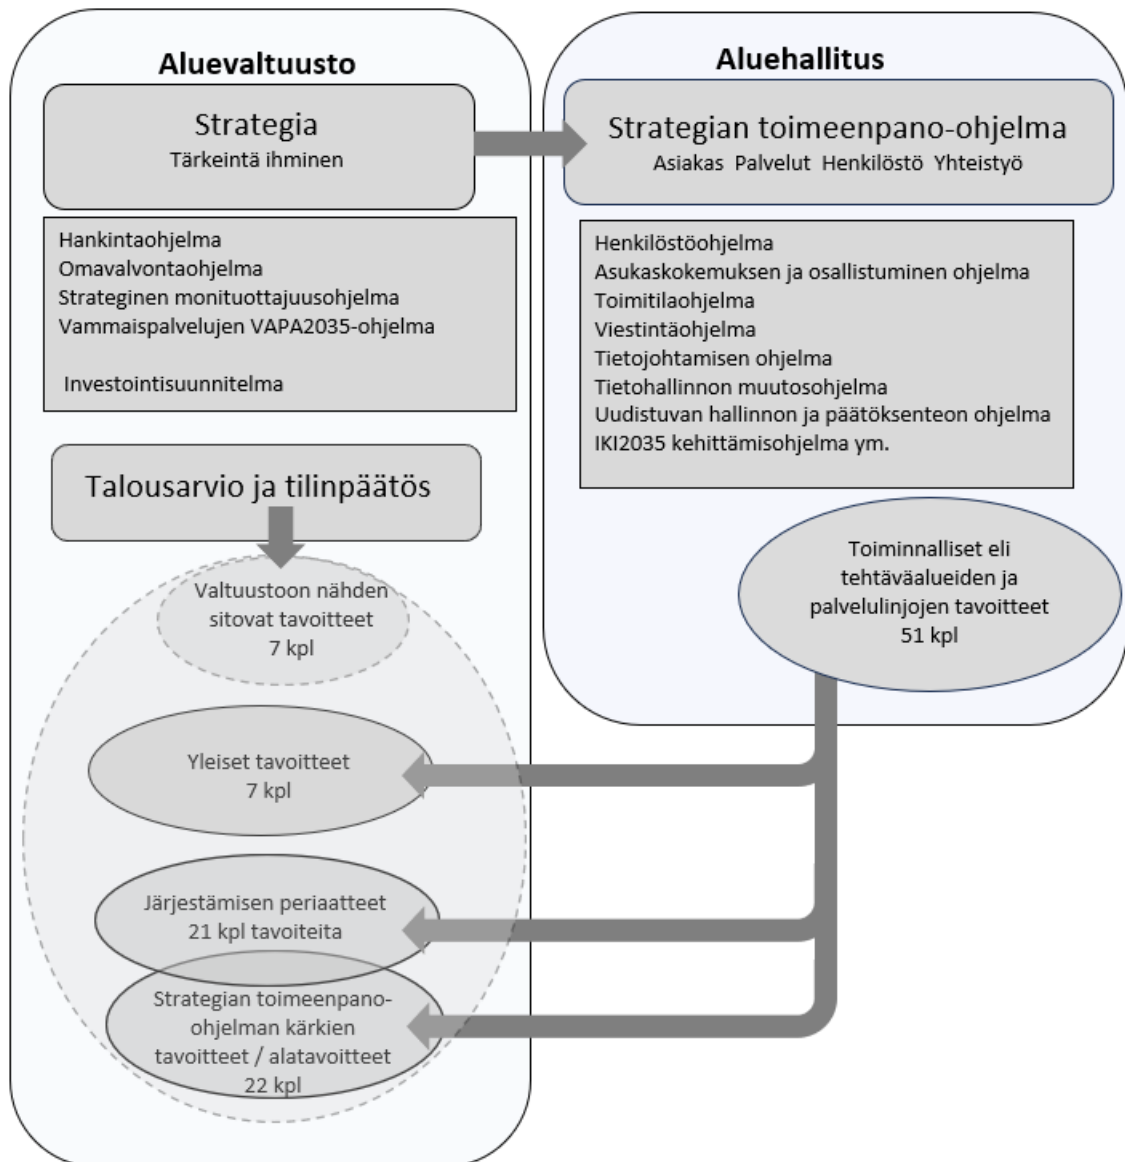 Aluevaltuusto
Strategia
Tärkeintä ihminen
Hankintaohjelma
Omavalvontaohjelma
Strateginen monituottajuusohjelma
Vammaispalvelujen VAPA2035-ohjelma
Investointisuunnitelma
Talousarvio ja tilinpäätös
Valtuustoon nähden
sitovat tavoitteet
7 kpl
Yleiset tavoitteet
7 kpl
Järjestämisen periaatteet
21 kpl tavoiteita
Strategian toimeenpano-
ohjelman kärkien
tavoitteet / alatavoitteet
22 kpl
Aluehallitus
Strategian toimeenpano-ohjelma
Asiakas Palvelut Henkilöstö Yhteistyö
Henkilöstöohjelma
Asukaskokemuksen ja osallistuminen ohjelma
Toimitilaohjelma
Viestintäohjelma
Tietojohtamisen ohjelma
Tietohallinnon muutosohjelma
Uudistuvan hallinnon ja päätöksenteon ohjelma
IKI2035 kehittämisohjelma ym.
Toiminnalliset eli
tehtäväalueiden ja
palvelulinjojen tavoitteet
51 kpl